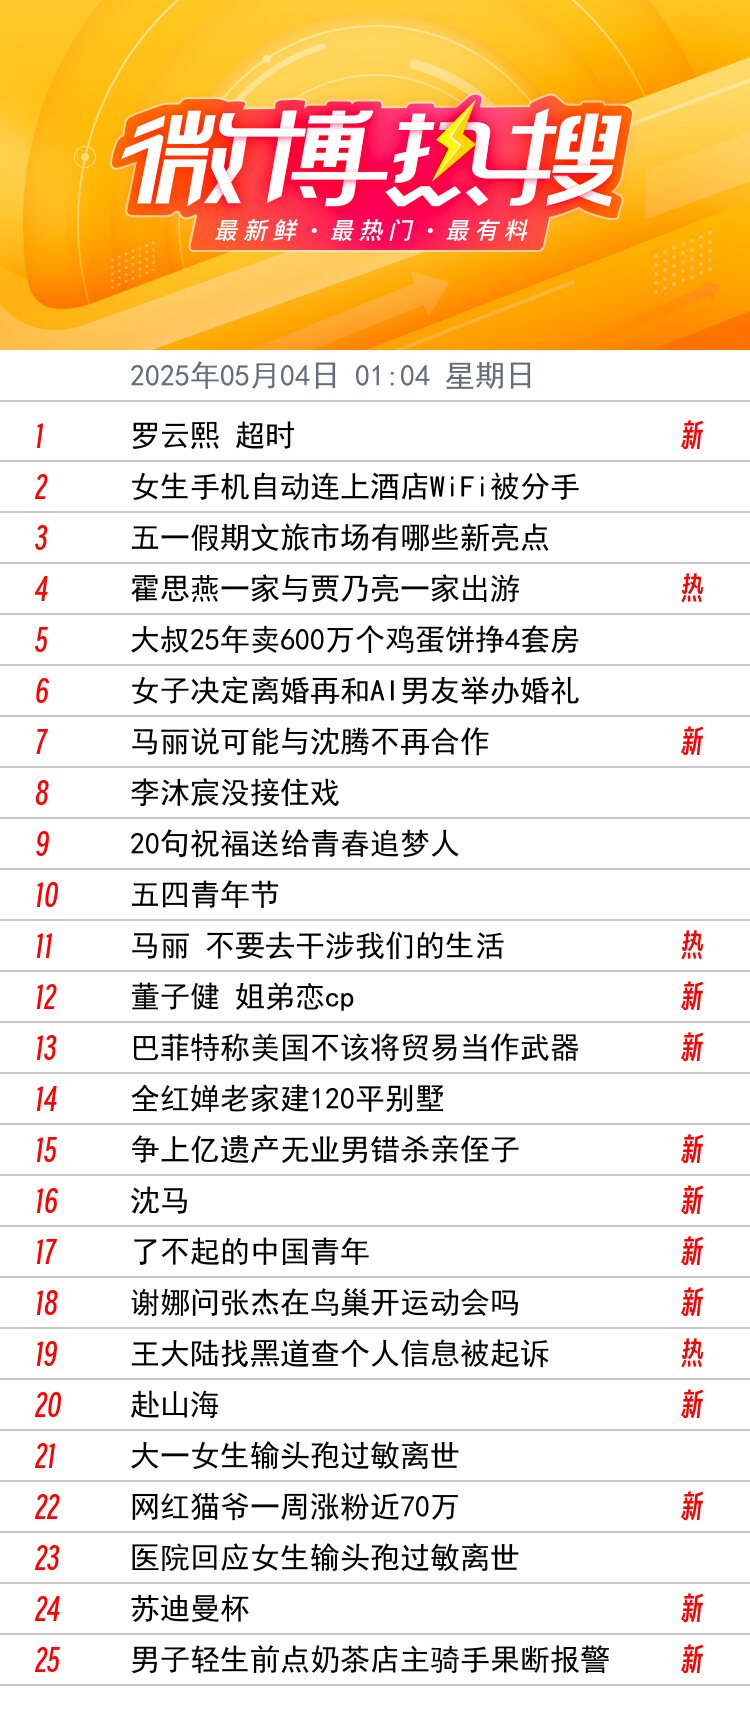 微博热搜
最新鲜·最热门·最有料
2025年05月04日 01:04 星期日
1 罗云熙 超时 新
2 女生手机自动连上酒店WiFi被分手
3 五一假期文旅市场有哪些新亮点
4 霍思燕一家与贾乃亮一家出游 热
5 大叔25年卖600万个鸡蛋饼挣4套房
6 女子决定离婚再和AI男友举办婚礼
7 马丽说可能与沈腾不再合作 新
8 李沐宸没接住戏
9 20句祝福送给青春追梦人
10 五四青年节
11 马丽 不要去干涉我们的生活 热
12 董子健 姐弟恋cp 新
13 巴菲特称美国不该将贸易当作武器 新
14 全红婵老家建120平别墅
15 争上亿遗产无业男错杀亲侄子 新
16 沈马 新
17 了不起的中国青年 新
18 谢娜问张杰在鸟巢开运动会吗 新
19 王大陆找黑道查个人信息被起诉 热
20 赴山海 新
21 大一女生输头孢过敏离世
22 网红猫爷一周涨粉近70万 新
23 医院回应女生输头孢过敏离世
24 苏迪曼杯 新
25 男子轻生前点奶茶店主骑手果断报警 新